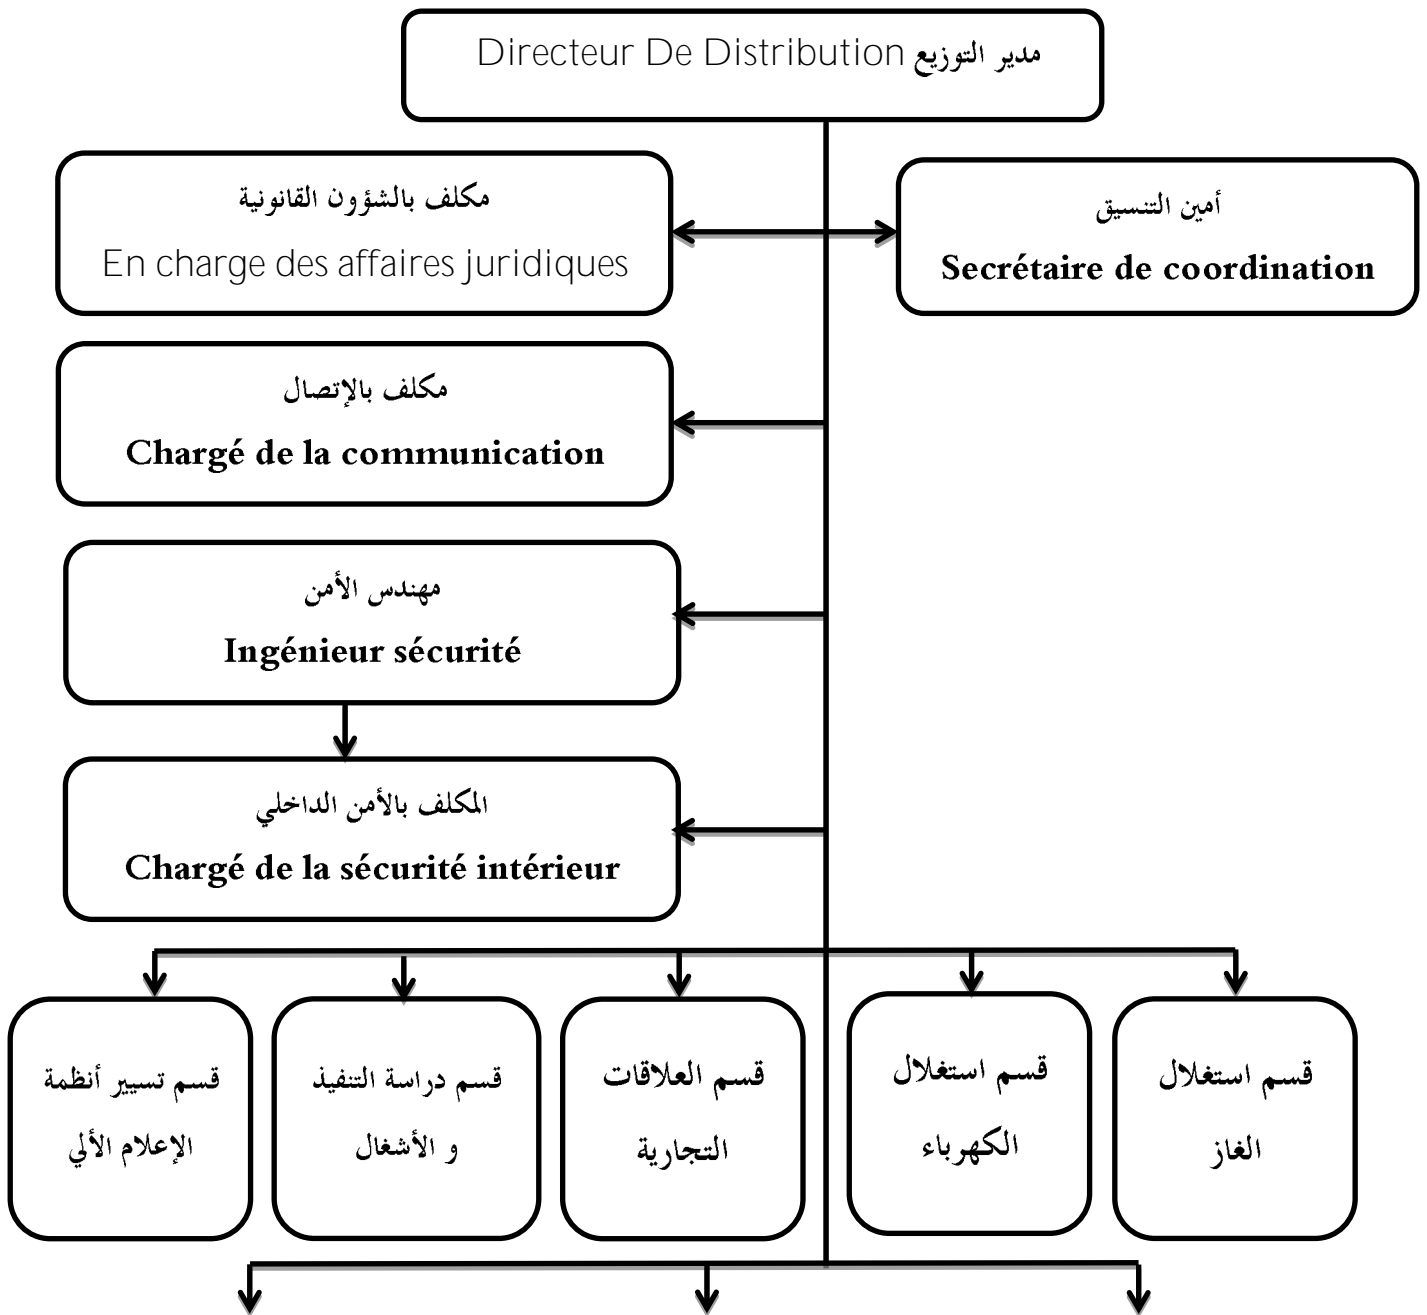 مدير التوزيع Directeur De Distribution
أمين التنسيق
Secrétaire de coordination
مكلف بالشؤون القانونية
En charge des affaires juridiques
مكلف بالإتصال
Chargé de la communication
مهندس الأمن
Ingénieur sécurité
المكلف بالأمن الداخلي
Chargé de la sécurité intérieur
قسم استغلال
الغاز
قسم استغلال
الكهرباء
قسم العلاقات
التجارية
قسم دراسة التنفيذ
و الأشغال
قسم تسيير أنظمة
الإعلام الألي